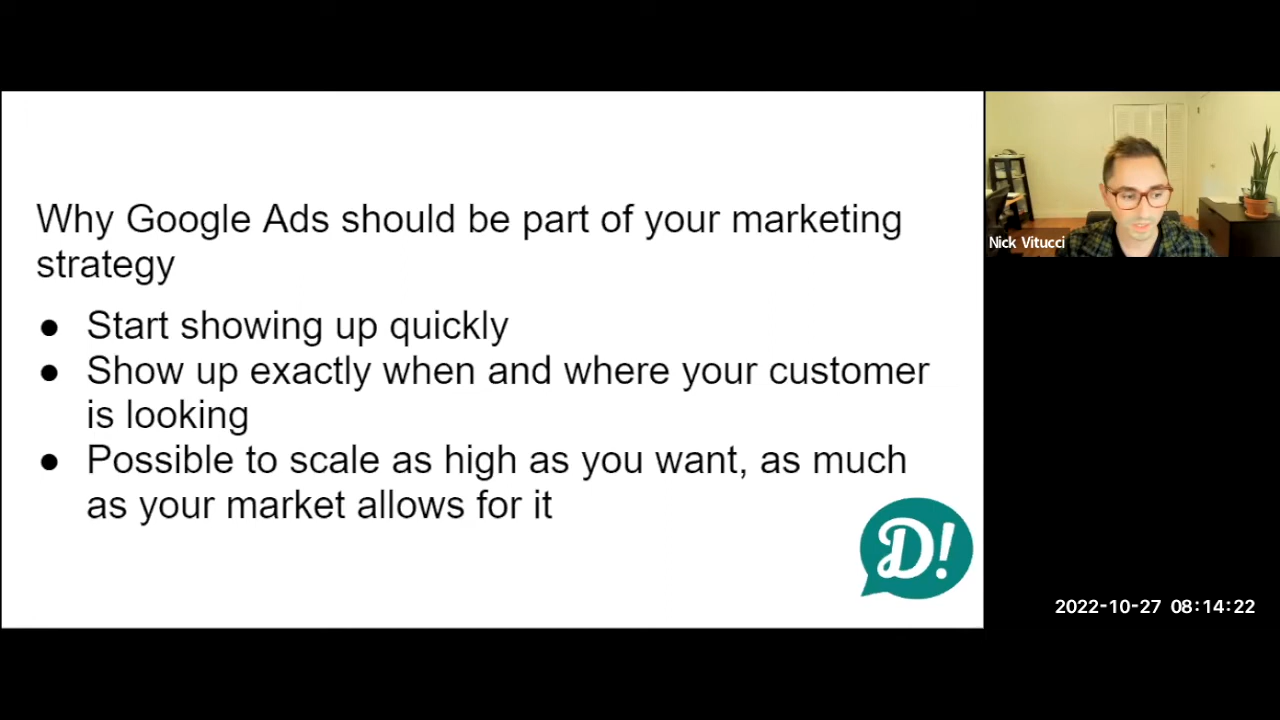 Why Google Ads should be part of your marketing
strategy
● Start showing up quickly
● Show up exactly when and where your customer
is looking
● Possible to scale as high as you want, as much
as your market allows for it
D!
Nick Vitucci
2022-10-27 08:14:22